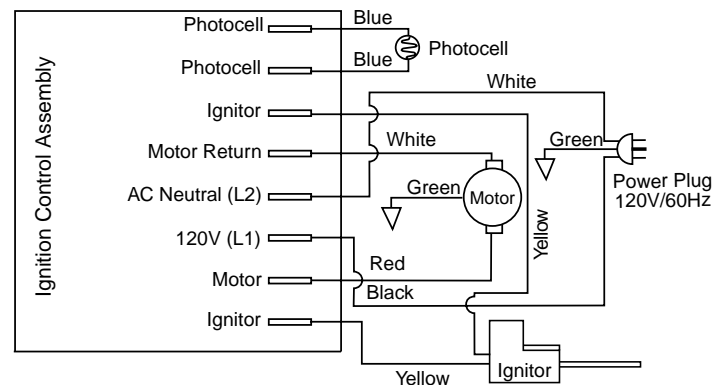 Ignition Control Assembly
Photocell
Blue
Photocell
Photocell
Blue
White
Ignitor
Motor Return
White
Green
AC Neutral (L2)
Green
Motor
Power Plug
120V/60Hz
120V (L1)
Yellow
Motor
Red
Black
Ignitor
Yellow
Ignitor